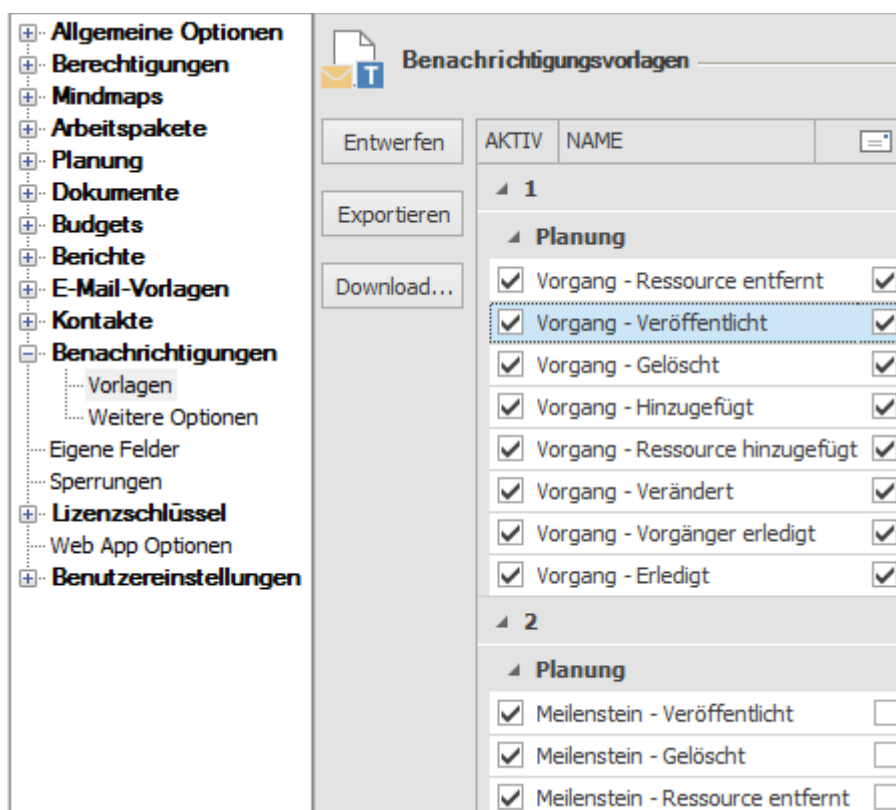 Allgemeine Optionen
Berechtigungen
Mindmaps
Arbeitspakete
Planung
Dokumente
Budgets
Berichte
E-Mail-Vorlagen
Kontakte
Benachrichtigungen
Vorlagen
Weitere Optionen
Eigene Felder
Sperrungen
Lizenzschlüssel
Web App Optionen
Benutzereinstellungen
T
Benachrichtigungsvorlagen
Entwerfen
Exportieren
Download...
AKTIV NAME
1
Planung
Vorgang - Ressource entfernt
Vorgang - Veröffentlicht
Vorgang - Gelöscht
Vorgang - Hinzugefügt
Vorgang - Ressource hinzugefügt
Vorgang - Verändert
Vorgang - Vorgänger erledigt
Vorgang - Erledigt
2
Planung
Meilenstein - Veröffentlicht
Meilenstein - Gelöscht
Meilenstein - Ressource entfernt